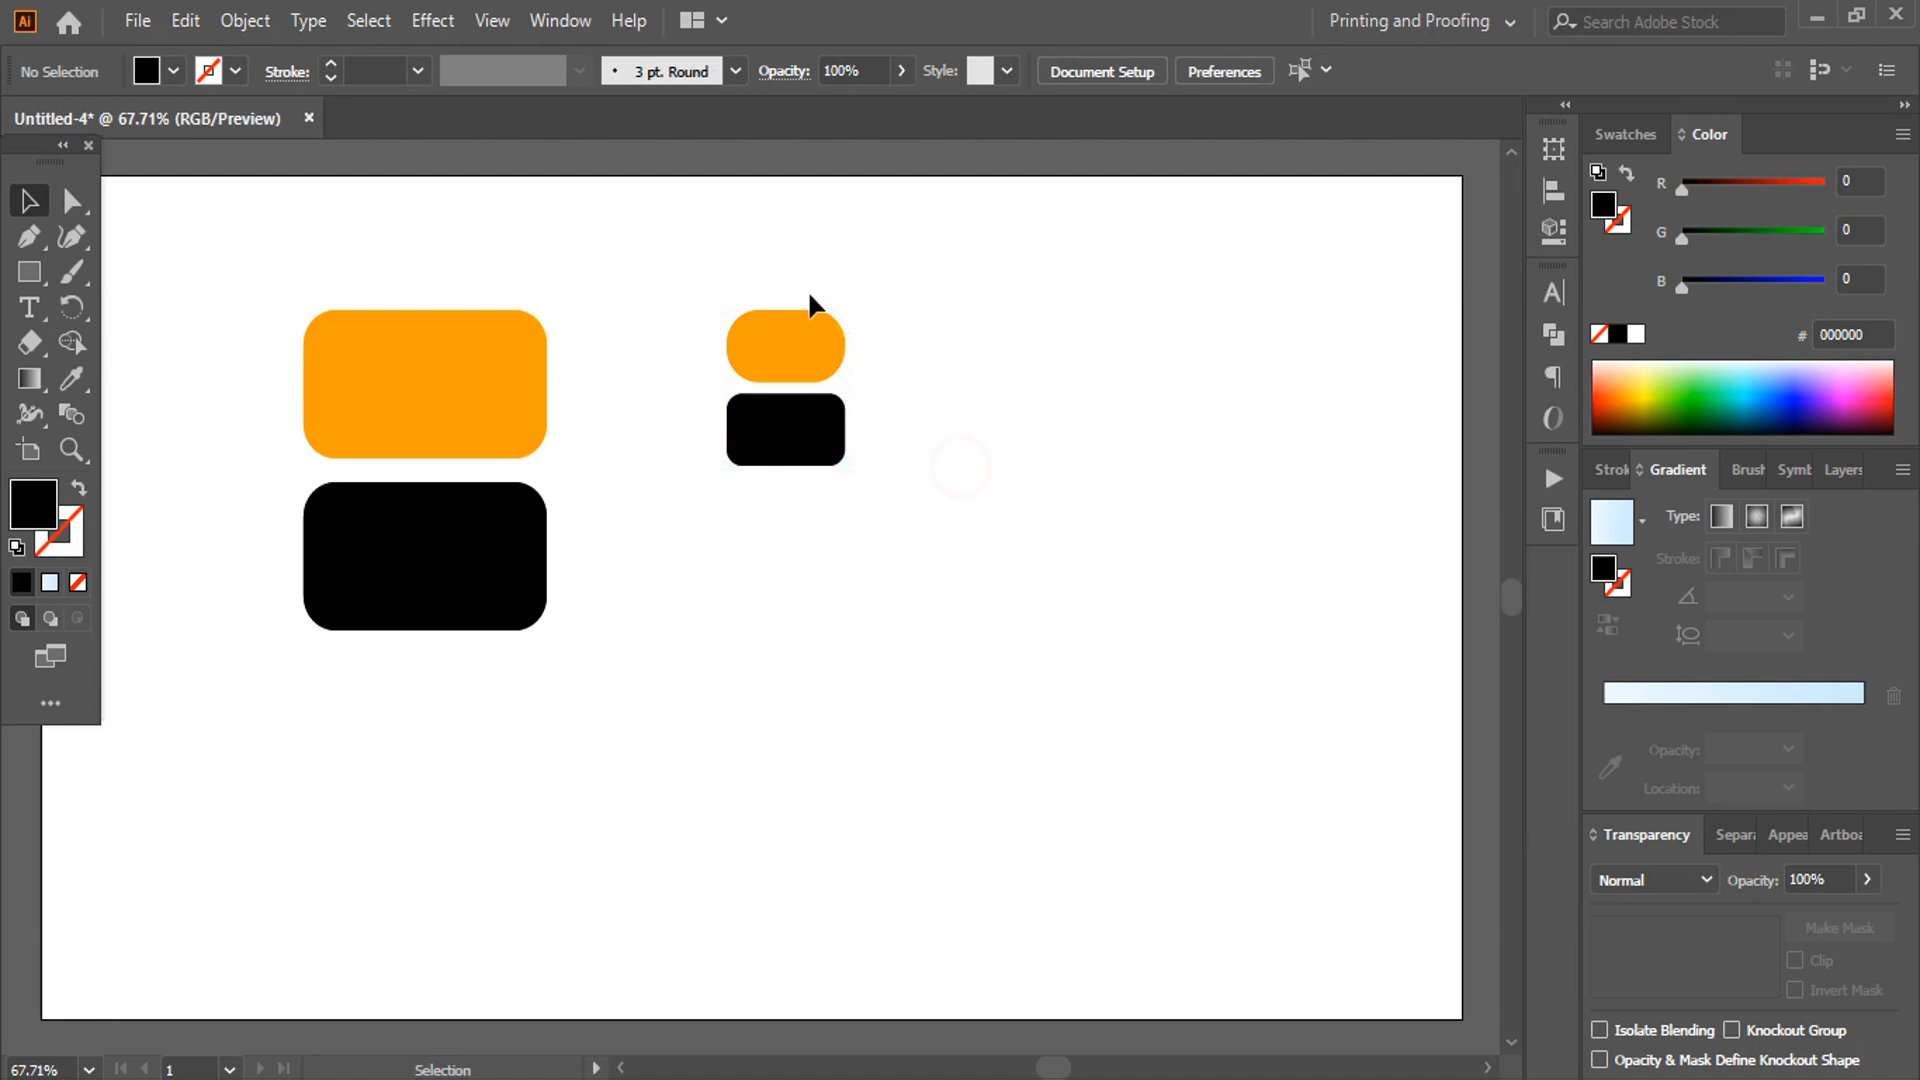 Ai File Edit Object Type Select Effect View Window Help Printing and Proofing Search Adobe Stock
No Selection Stroke: 3 pt. Round Opacity: 100% Style: Document Setup Preferences
Untitled-4* @ 67.71% (RGB/Preview)
Swatches Color
R 0
G 0
B 0
# 000000
Strok Gradient Brush Symb Layers
Type:
Stroke:
Opacity:
Location:
Transparency Separ Appea Artboa
Normal Opacity: 100%
Make Mask
Clip
Invert Mask
Isolate Blending Knockout Group
Opacity & Mask Define Knockout Shape
67.71% 1 Selection